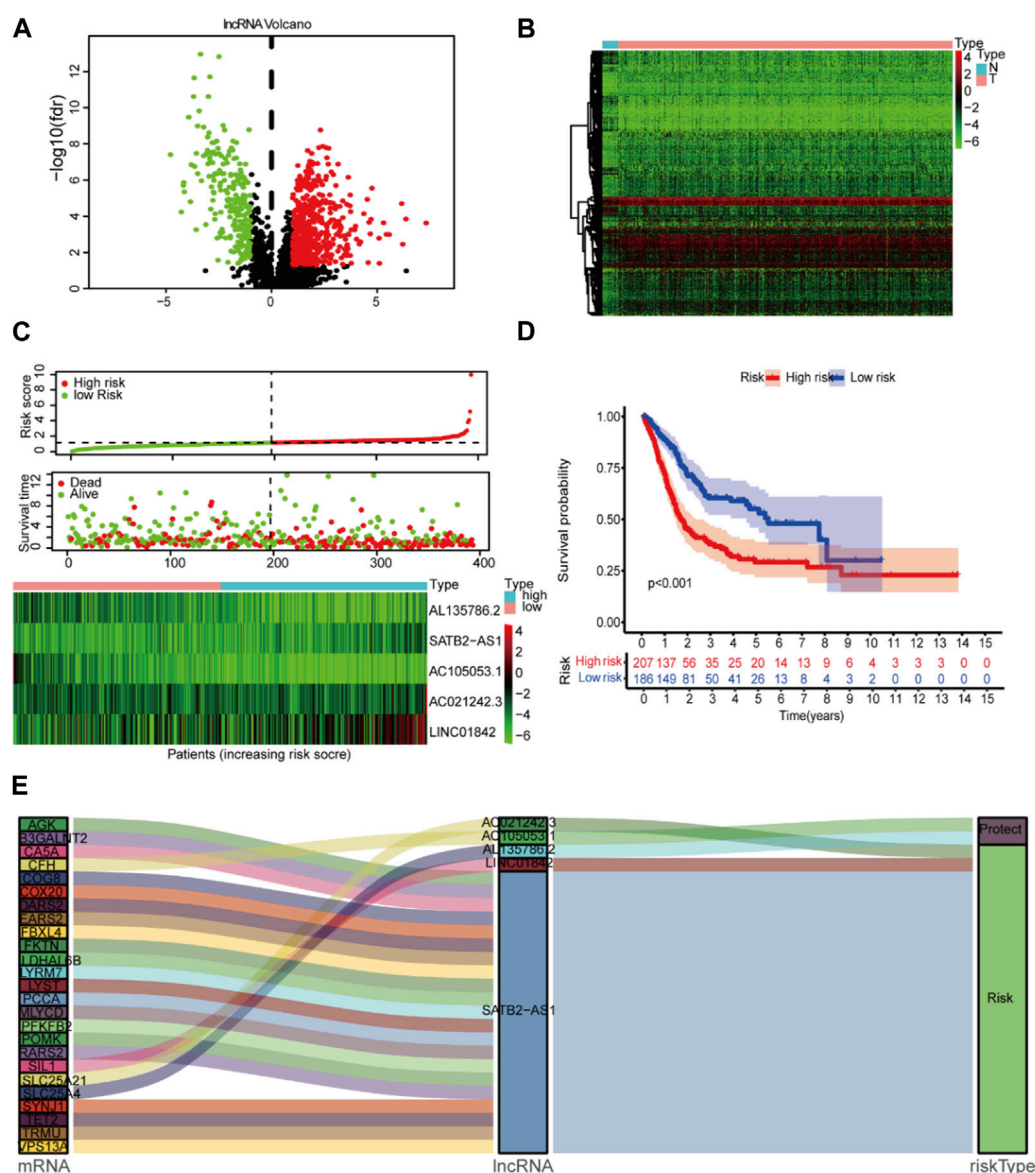 A
lncRNA Volcano
−log10(fdr)
14
12
10
8
6
4
2
0
−5
0
5
B
Type
Type
N
T
4
2
0
−2
−4
−6
C
High risk
low Risk
Risk score
10
8
6
4
2
0
0
100
200
300
400
Dead
Alive
Survival time
12
8
4
0
0
100
200
300
400
Type
Type
high
low
AL135786.2
SATB2−AS1
AC105053.1
AC021242.3
LINC01842
4
2
0
−2
−4
−6
Patients (increasing risk socre)
D
Risk High risk Low risk
Survival probability
1.00
0.75
0.50
0.25
0.00
p<0.001
0 1 2 3 4 5 6 7 8 9 10 11 12 13 14 15
Risk
High risk 207 137 56 35 25 20 14 13 9 6 4 3 3 3 0 0
Low risk 186 149 81 50 41 26 13 8 4 3 2 0 0 0 0 0
0 1 2 3 4 5 6 7 8 9 10 11 12 13 14 15
Time(years)
E
AGK
B3GALNT2
CA5A
CFH
COG8
COX20
DARS2
EARS2
FBXL4
FKTN
LDHAL6B
LYRM7
LYST
PCCA
MLYCD
PFKFB2
POMK
RARS2
SIL1
SLC25A21
SLC25A4
SYNJ1
TET2
TRMU
VPS13A
mRNA
AC021242.3
AC105053.1
AL135786.2
LINC01842
SATB2−AS1
lncRNA
Protect
Risk
riskType